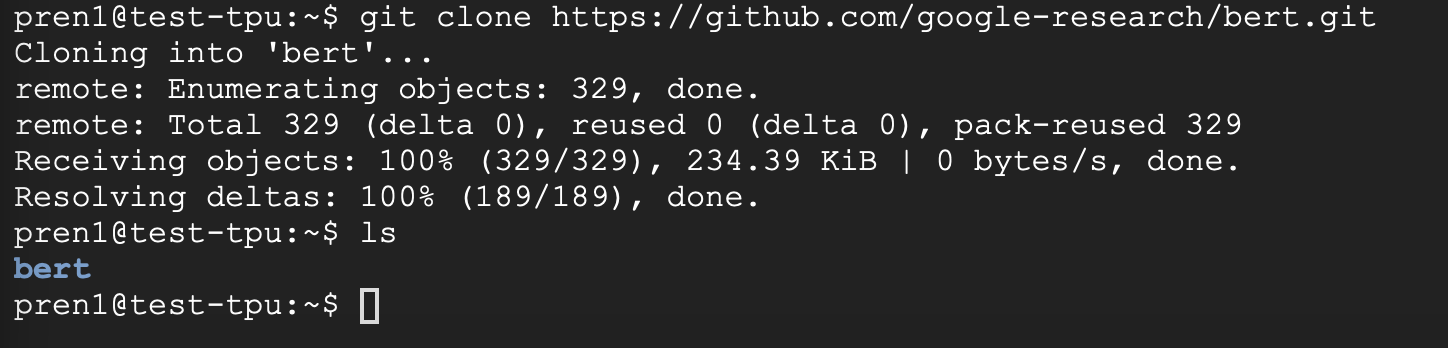 pren1@test-tpu:~$ git clone https://github.com/google-research/bert.git
Cloning into 'bert'...
remote: Enumerating objects: 329, done.
remote: Total 329 (delta 0), reused 0 (delta 0), pack-reused 329
Receiving objects: 100% (329/329), 234.39 KiB | 0 bytes/s, done.
Resolving deltas: 100% (189/189), done.
pren1@test-tpu:~$ ls
bert
pren1@test-tpu:~$